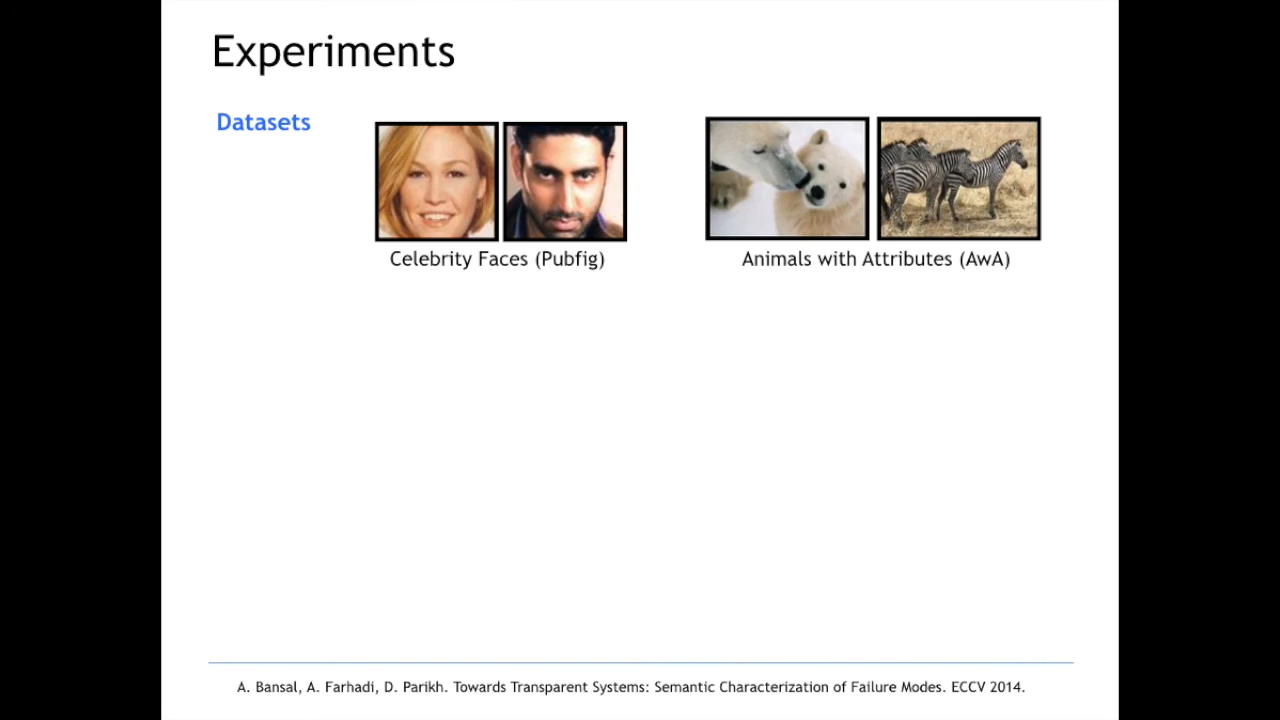 Experiments
Datasets
Celebrity Faces (Pubfig)
Animals with Attributes (AwA)
A. Bansal, A. Farhadi, D. Parikh. Towards Transparent Systems: Semantic Characterization of Failure Modes. ECCV 2014.